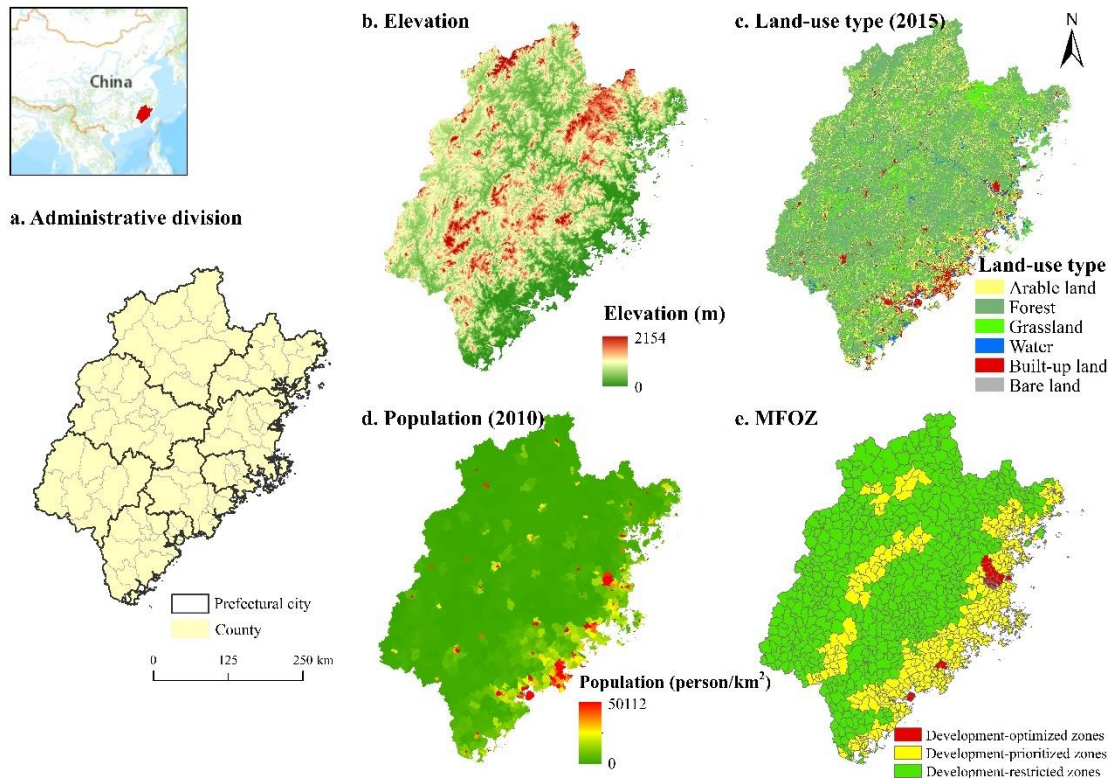 China
a. Administrative division
Prefectural city
County
0 125 250 km
b. Elevation
Elevation (m)
2154
0
c. Land-use type (2015)
N
Land-use type
Arable land
Forest
Grassland
Water
Built-up land
Bare land
d. Population (2010)
Population (person/km²)
50112
0
e. MFOZ
Development-optimized zones
Development-prioritized zones
Development-restricted zones